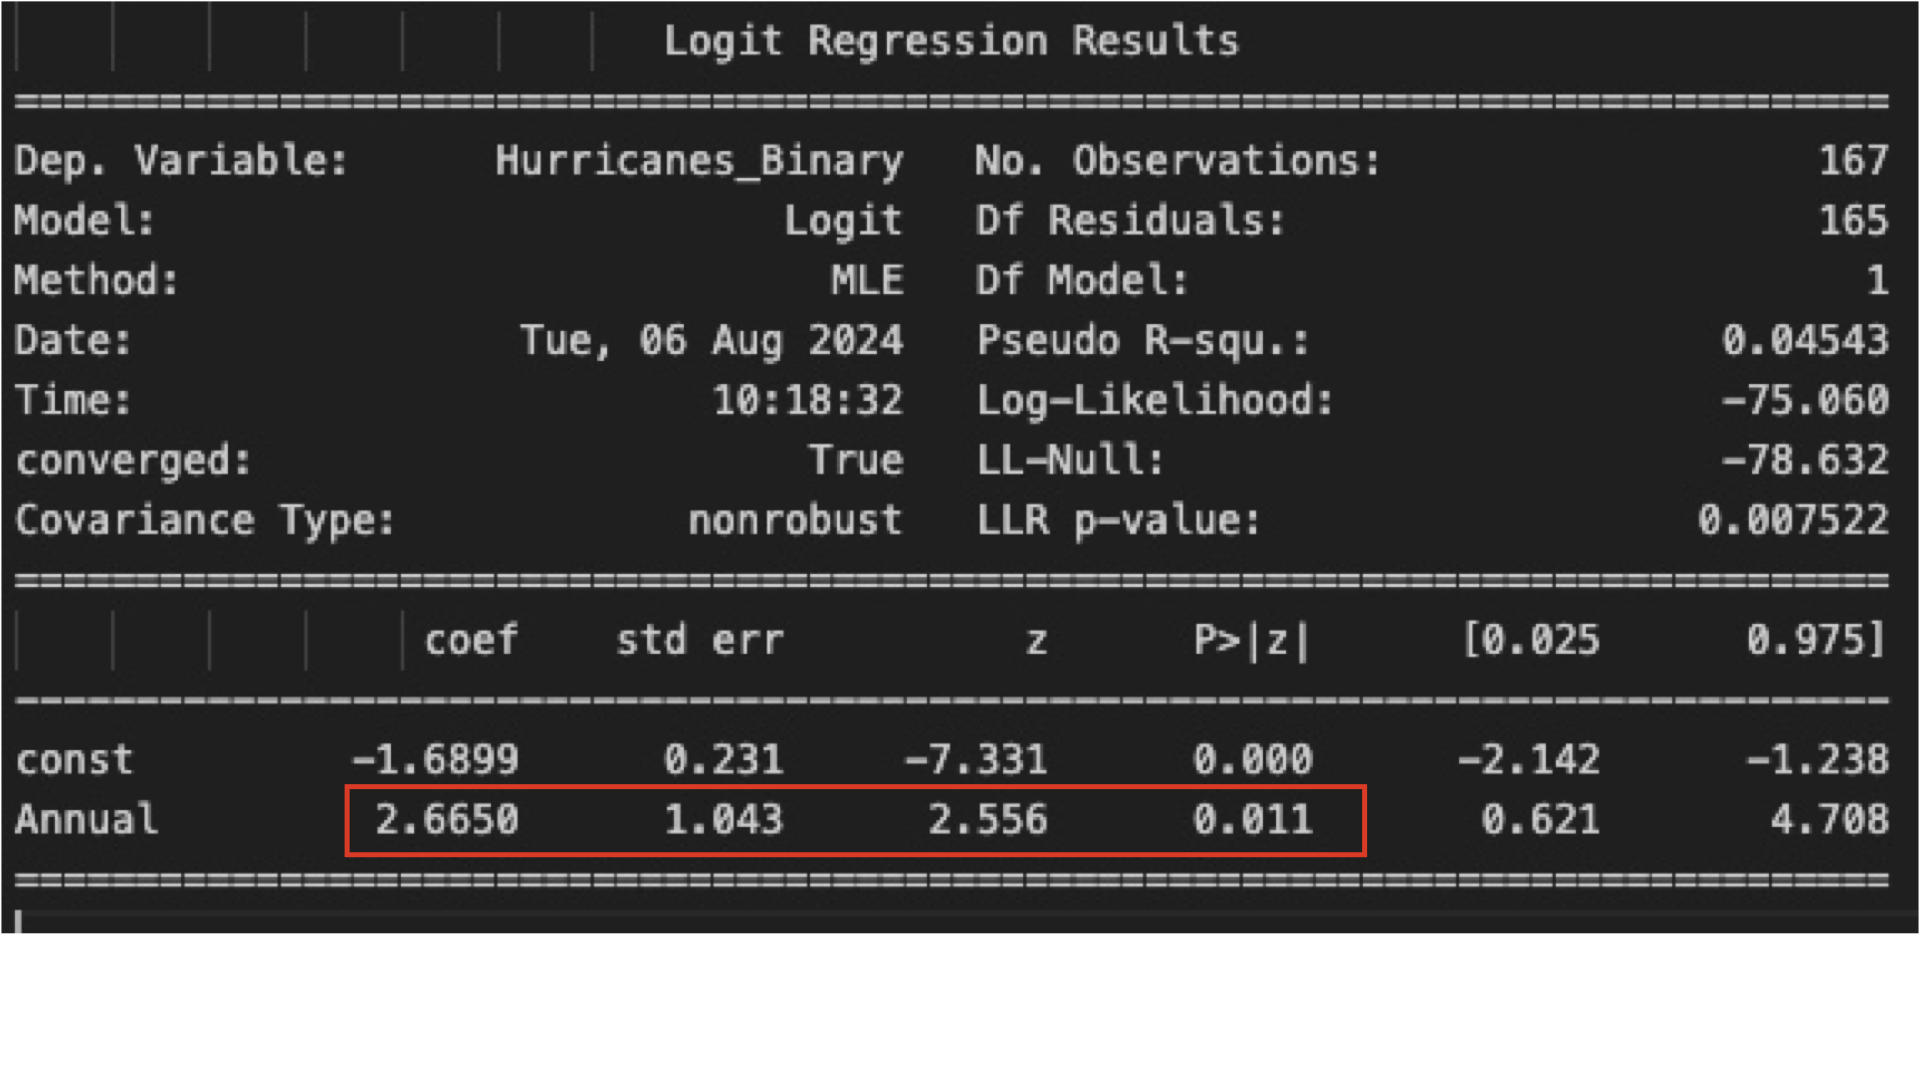 Logit Regression Results
==============================================================================
Dep. Variable: Hurricanes_Binary No. Observations: 167
Model: Logit Df Residuals: 165
Method: MLE Df Model: 1
Date: Tue, 06 Aug 2024 Pseudo R-squ.: 0.04543
Time: 10:18:32 Log-Likelihood: -75.060
converged: True LL-Null: -78.632
Covariance Type: nonrobust LLR p-value: 0.007522
==============================================================================
coef std err z P>|z| [0.025 0.975]
------------------------------------------------------------------------------
const -1.6899 0.231 -7.331 0.000 -2.142 -1.238
Annual 2.6650 1.043 2.556 0.011 0.621 4.708
==============================================================================